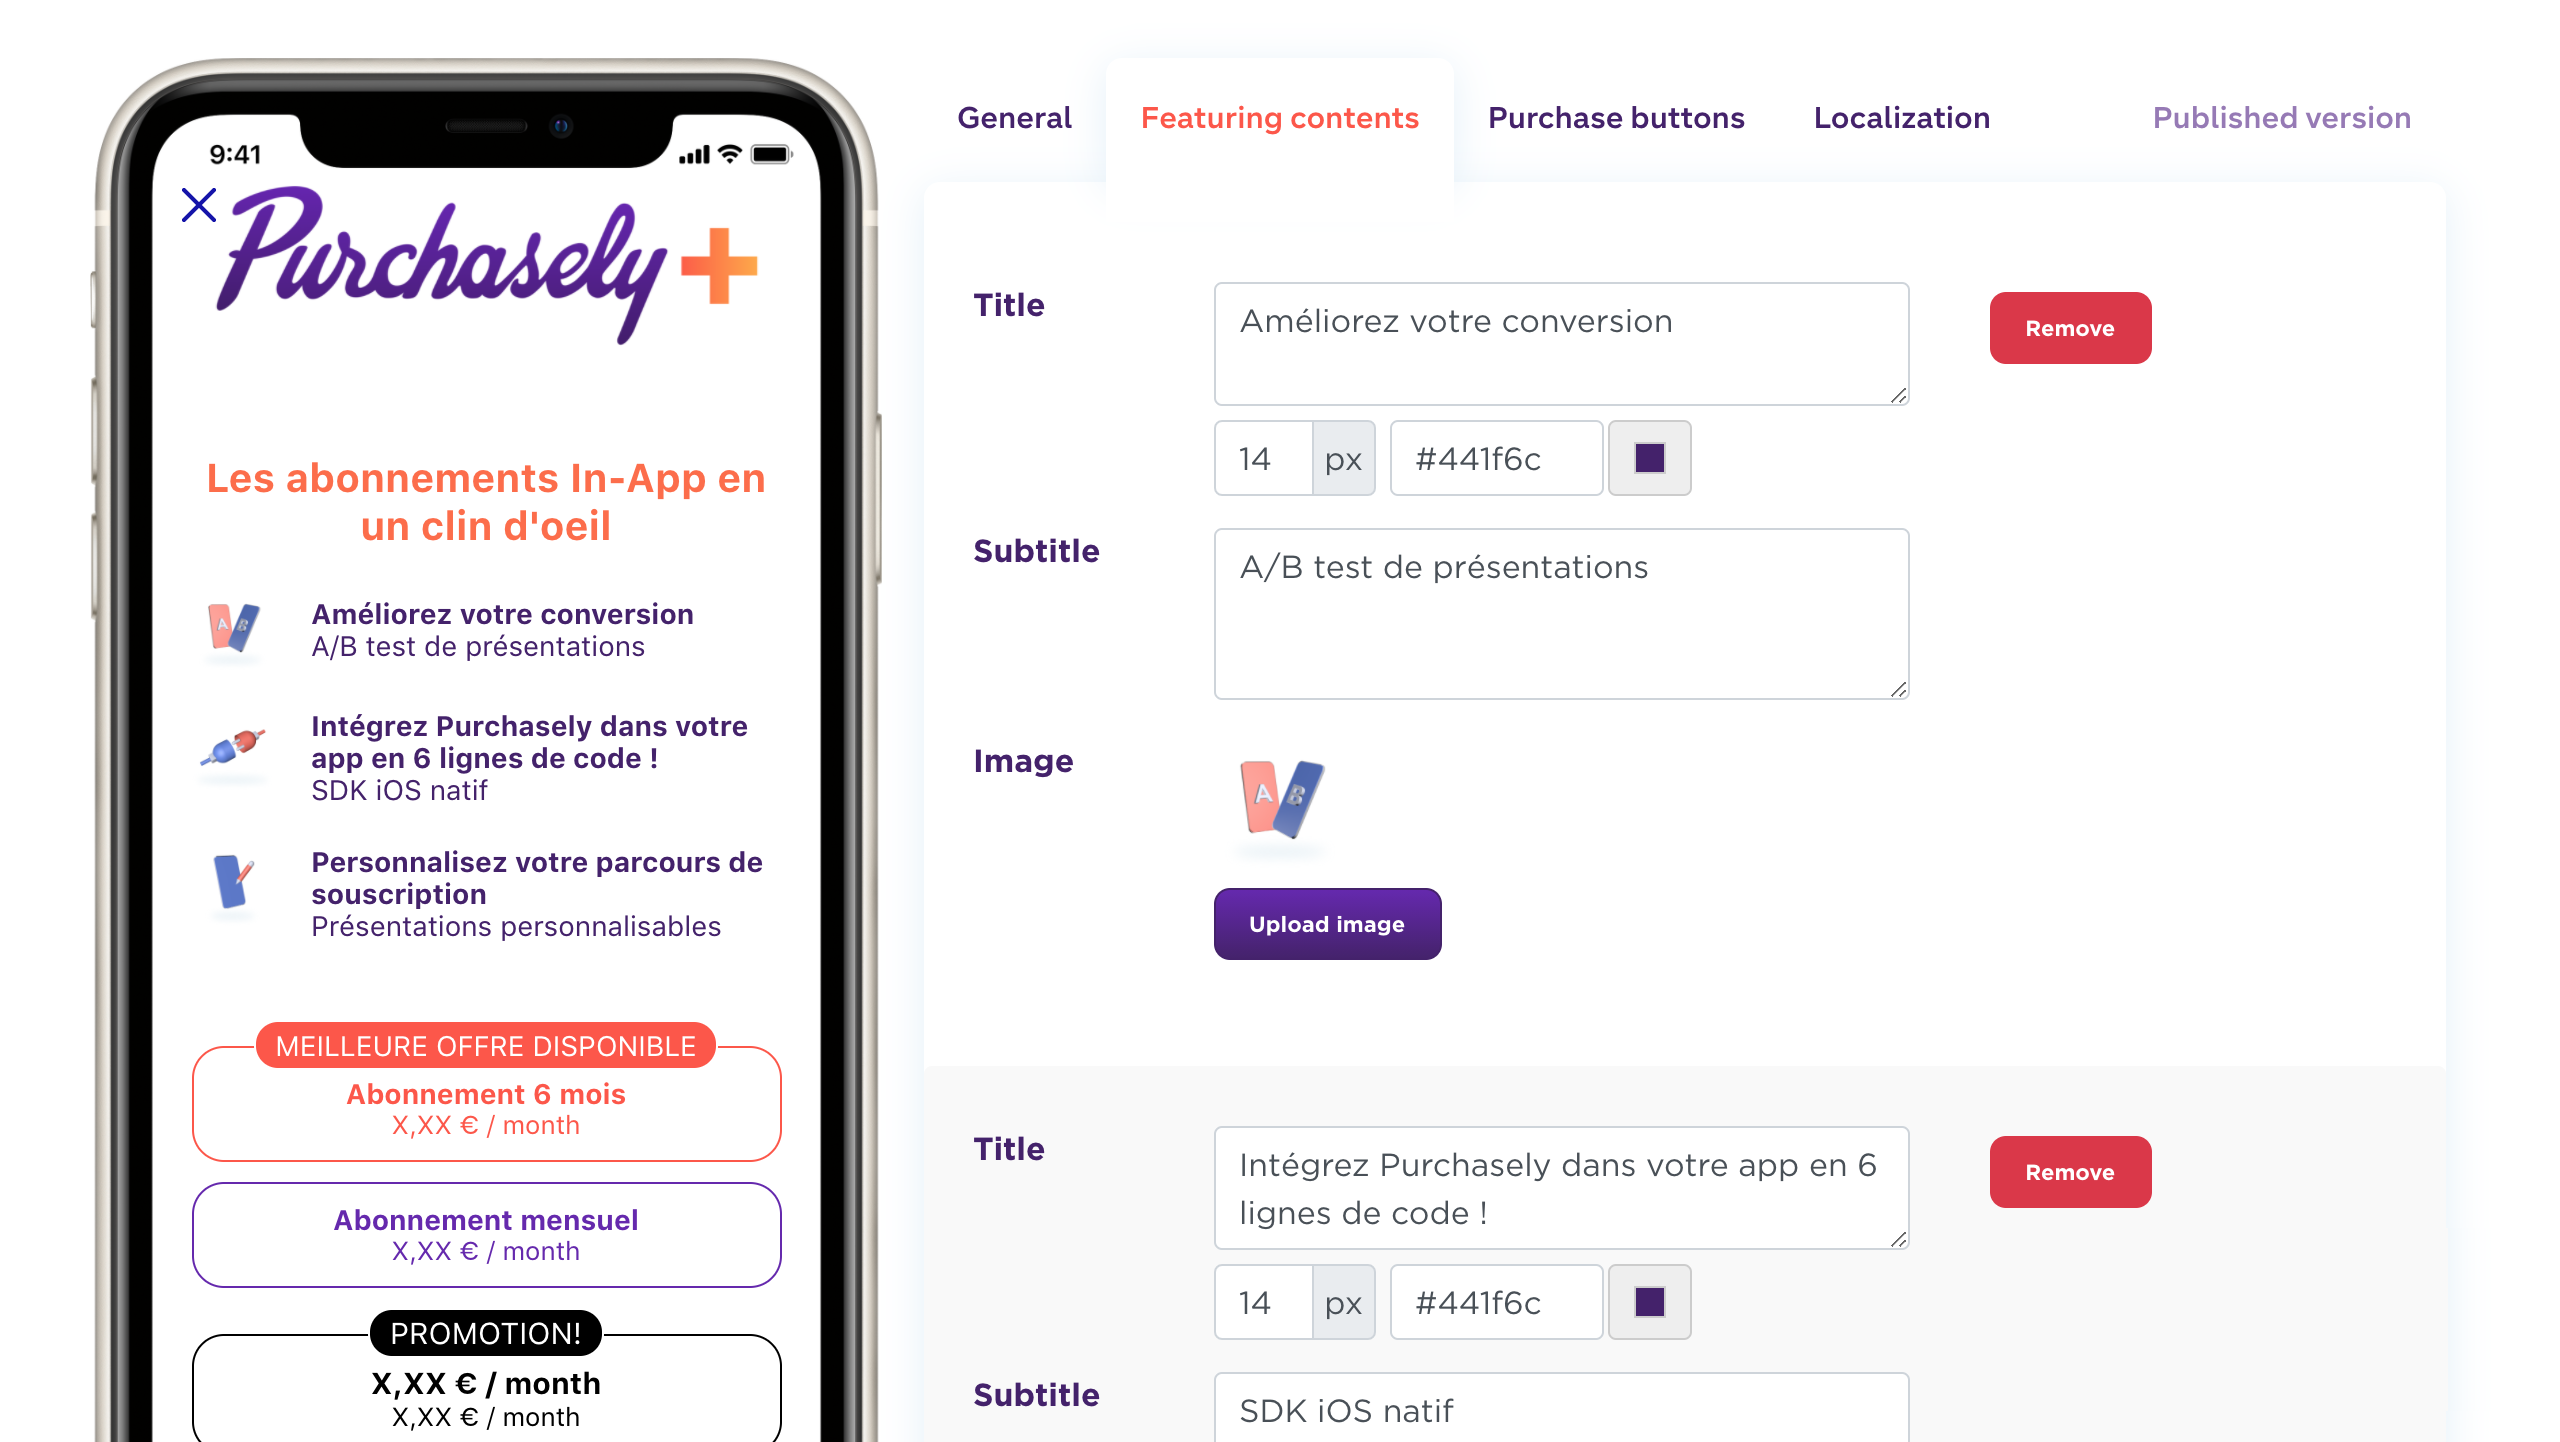 9:41
Purchasely+
Les abonnements In-App en
un clin d'oeil
A B
Améliorez votre conversion
A/B test de présentations
Intégrez Purchasely dans votre
app en 6 lignes de code !
SDK iOS natif
Personnalisez votre parcours de
souscription
Présentations personnalisables
MEILLEURE OFFRE DISPONIBLE
Abonnement 6 mois
X,XX € / month
Abonnement mensuel
X,XX € / month
PROMOTION!
X,XX € / month
X,XX € / month
General
Featuring contents
Purchase buttons
Localization
Published version
Title
Améliorez votre conversion
Remove
14 px #441f6c
Subtitle
A/B test de présentations
Image
A B
Upload image
Title
Intégrez Purchasely dans votre app en 6
lignes de code !
Remove
14 px #441f6c
Subtitle
SDK iOS natif